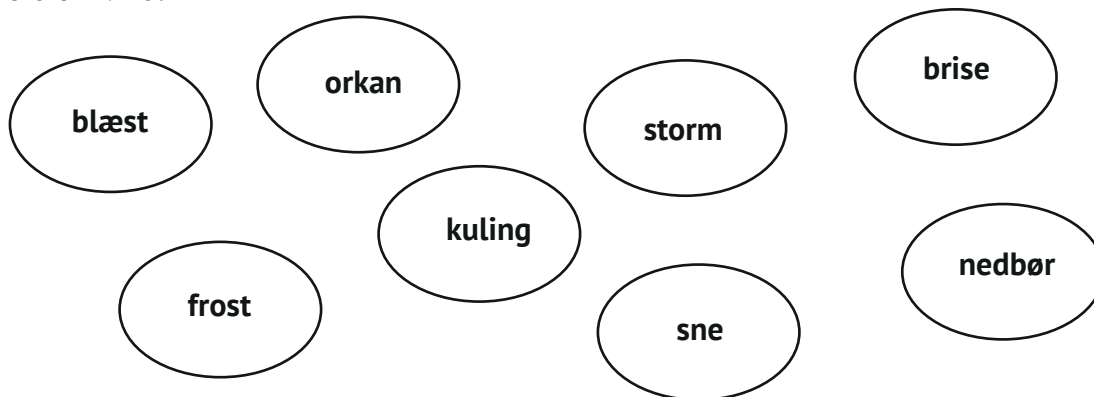 brise
orkan
blæst
storm
kuling
nedbør
frost
sne